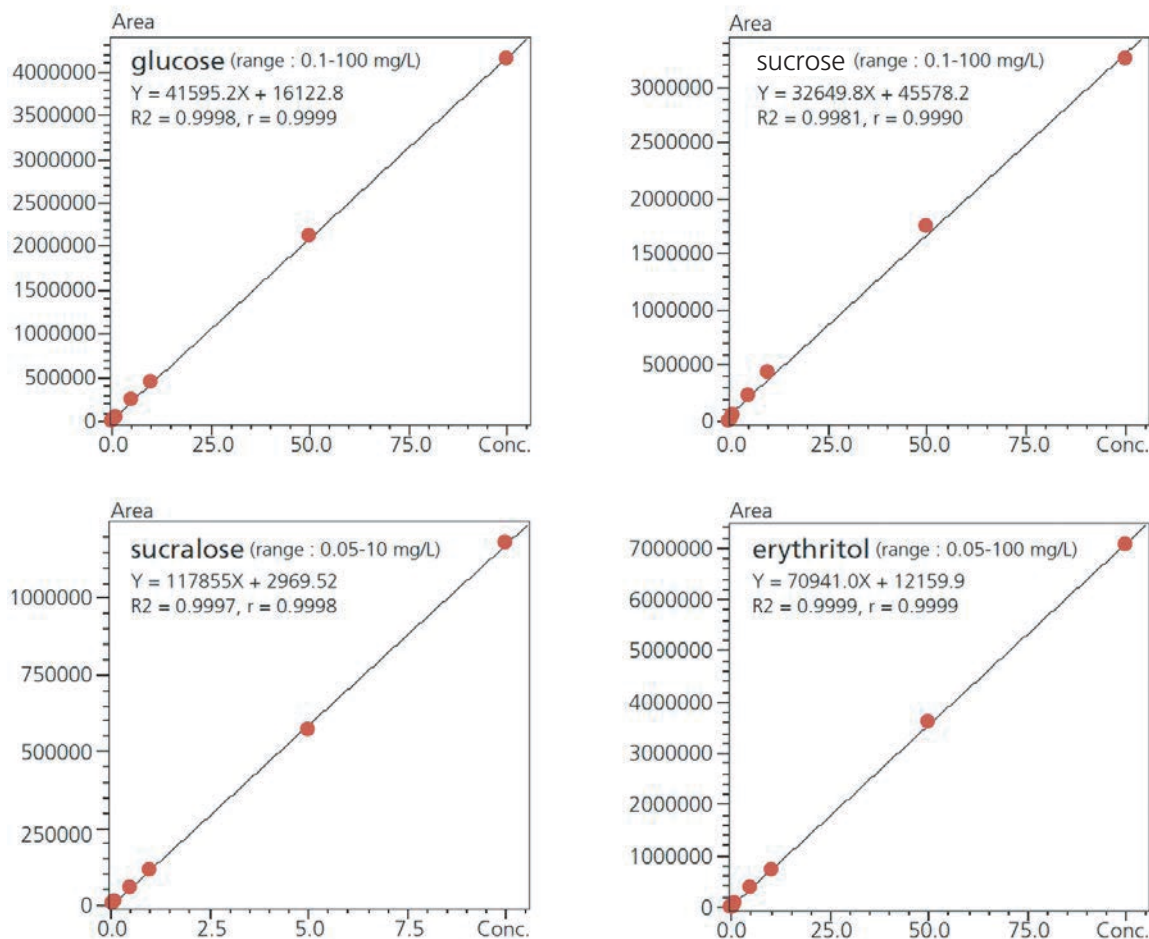 Area
glucose (range : 0.1-100 mg/L)
Y = 41595.2X + 16122.8
R2 = 0.9998, r = 0.9999
4000000
3500000
3000000
2500000
2000000
1500000
1000000
500000
0
0.0 25.0 50.0 75.0 Conc.
Area
sucrose (range : 0.1-100 mg/L)
Y = 32649.8X + 45578.2
R2 = 0.9981, r = 0.9990
3000000
2500000
2000000
1500000
1000000
500000
0
0.0 25.0 50.0 75.0 Conc.
Area
sucralose (range : 0.05-10 mg/L)
Y = 117855X + 2969.52
R2 = 0.9997, r = 0.9998
1000000
750000
500000
250000
0
0.0 2.5 5.0 7.5 Conc.
Area
erythritol (range : 0.05-100 mg/L)
Y = 70941.0X + 12159.9
R2 = 0.9999, r = 0.9999
7000000
6000000
5000000
4000000
3000000
2000000
1000000
0
0.0 25.0 50.0 75.0 Conc.